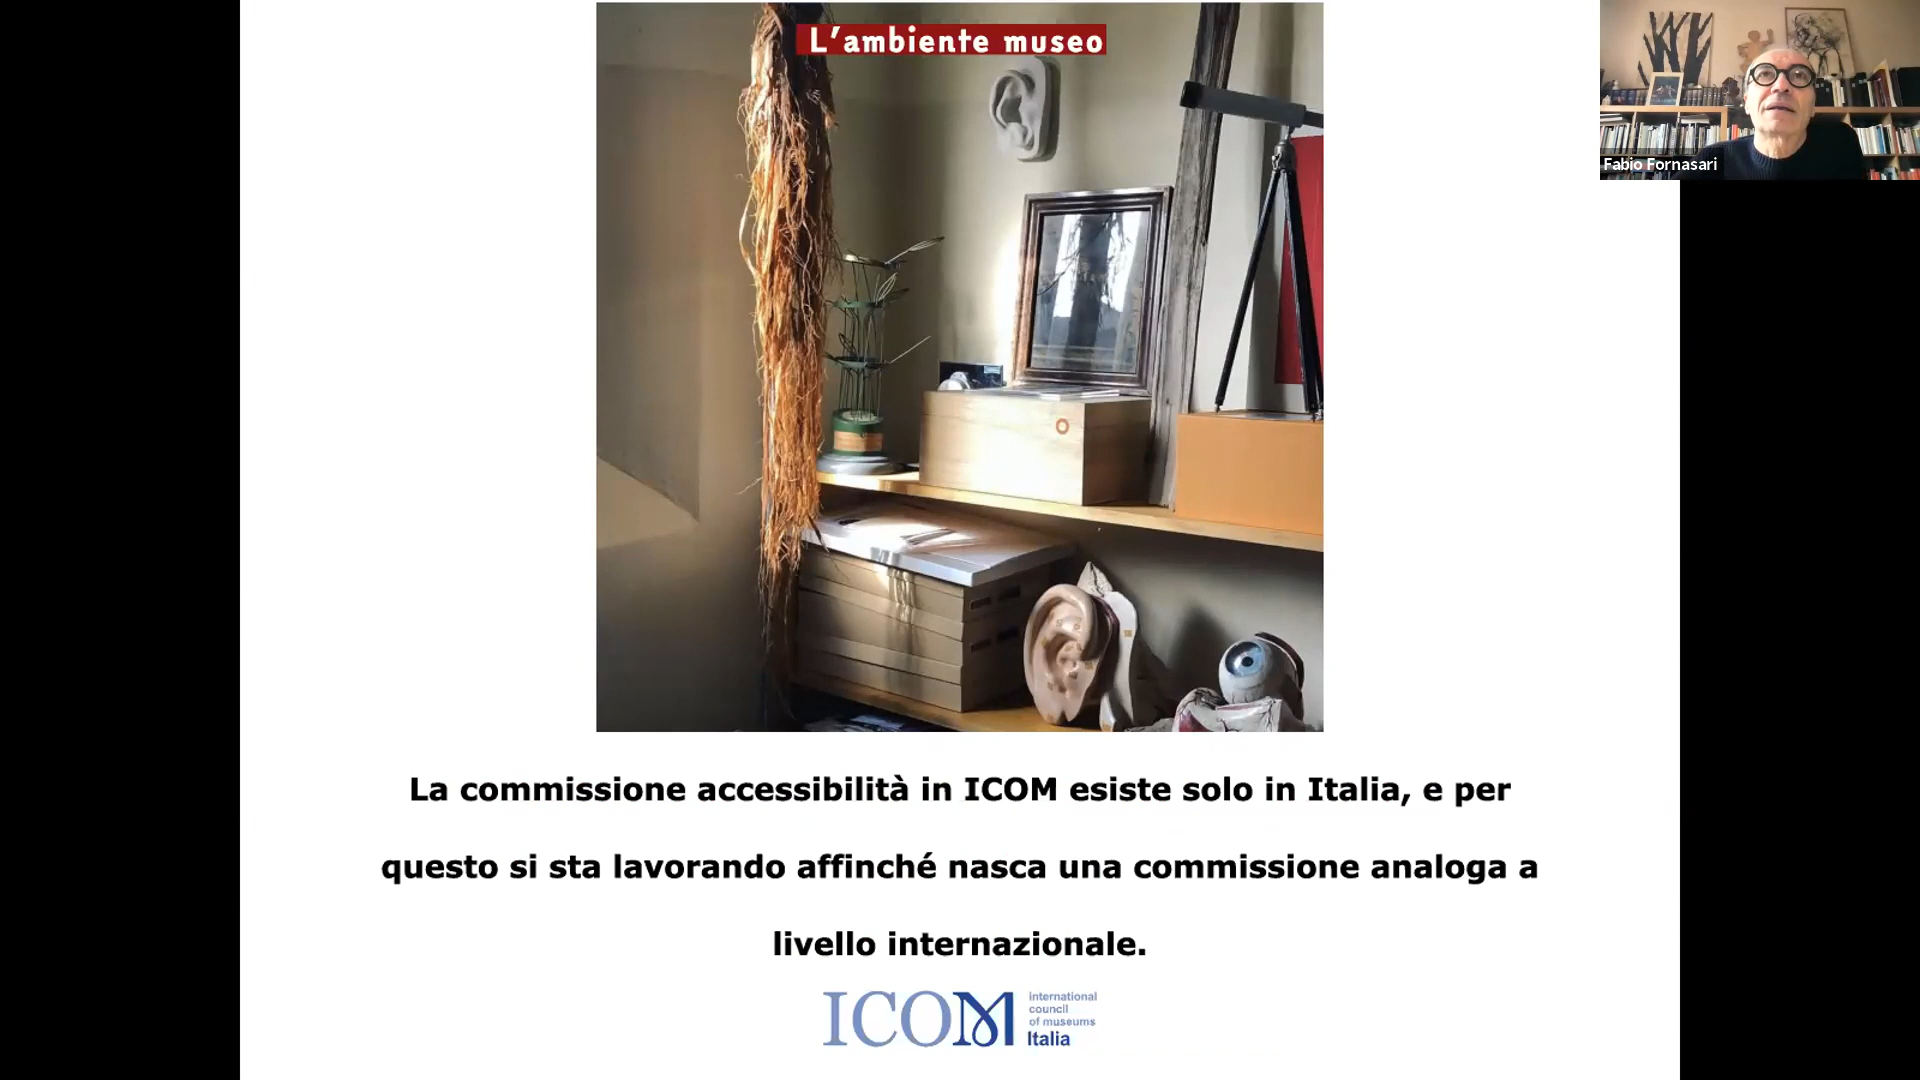 L'ambiente museo
Fabio Fornasari
La commissione accessibilità in ICOM esiste solo in Italia, e per
questo si sta lavorando affinché nasca una commissione analoga a
livello internazionale.
ICOM
international
council
of museums
Italia